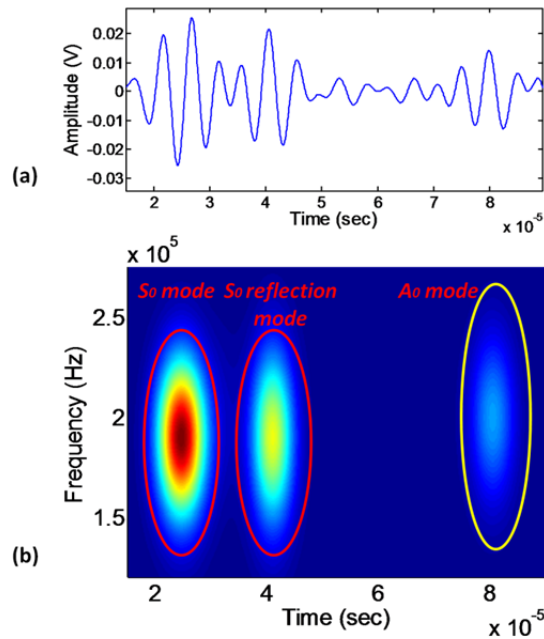 (a)
Amplitude (V)
0.02
0.01
0
-0.01
-0.02
-0.03
2 3 4 5 6 7 8
Time (sec)
x 10⁻⁵
(b)
x 10⁵
S₀ mode
S₀ reflection
mode
A₀ mode
Frequency (Hz)
2.5
2
1.5
2 4 6 8
Time (sec)
x 10⁻⁵